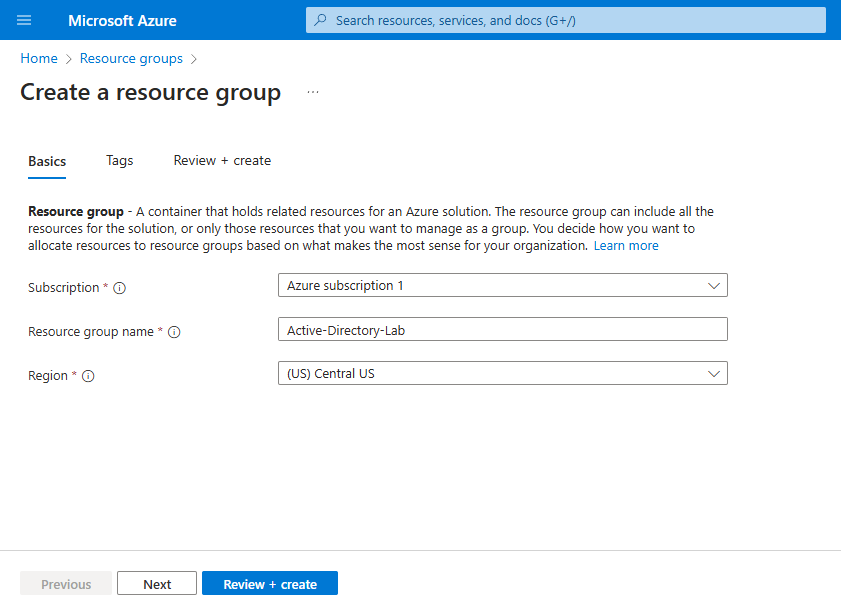 Microsoft Azure
Search resources, services, and docs (G+/)
Home > Resource groups >
Create a resource group ...
Basics Tags Review + create
Resource group - A container that holds related resources for an Azure solution. The resource group can include all the
resources for the solution, or only those resources that you want to manage as a group. You decide how you want to
allocate resources to resource groups based on what makes the most sense for your organization. Learn more
Subscription * Azure subscription 1
Resource group name * Active-Directory-Lab
Region * (US) Central US
Previous Next Review + create